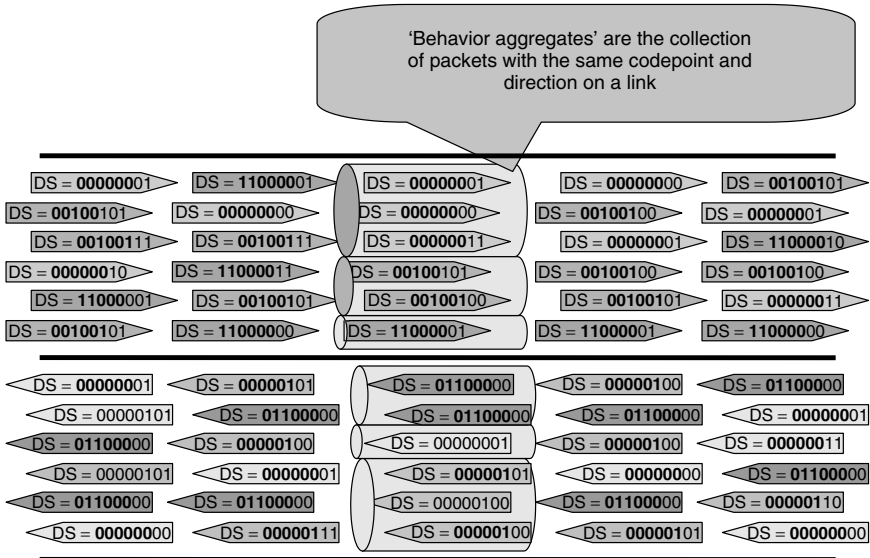 ‘Behavior aggregates’ are the collection
of packets with the same codepoint and
direction on a link
DS = 00000001 DS = 11000001 DS = 00000001 DS = 00000000 DS = 00100101
DS = 00100101 DS = 00000000 DS = 00000000 DS = 00100100 DS = 00000001
DS = 00100111 DS = 00100111 DS = 00000011 DS = 00000001 DS = 11000010
DS = 00000010 DS = 11000011 DS = 00100101 DS = 00100100 DS = 00100100
DS = 11000001 DS = 00100101 DS = 00100100 DS = 00100101 DS = 00000011
DS = 00100101 DS = 11000000 DS = 11000001 DS = 11000001 DS = 11000000
DS = 00000001 DS = 00000101 DS = 01100000 DS = 00000100 DS = 01100000
DS = 00000101 DS = 01100000 DS = 01100000 DS = 01100000 DS = 00000001
DS = 01100000 DS = 00000100 DS = 00000001 DS = 00000100 DS = 00000011
DS = 00000101 DS = 00000001 DS = 00000101 DS = 00000000 DS = 01100000
DS = 01100000 DS = 01100000 DS = 00000100 DS = 01100000 DS = 00000110
DS = 00000000 DS = 00000111 DS = 00000100 DS = 00000101 DS = 00000000